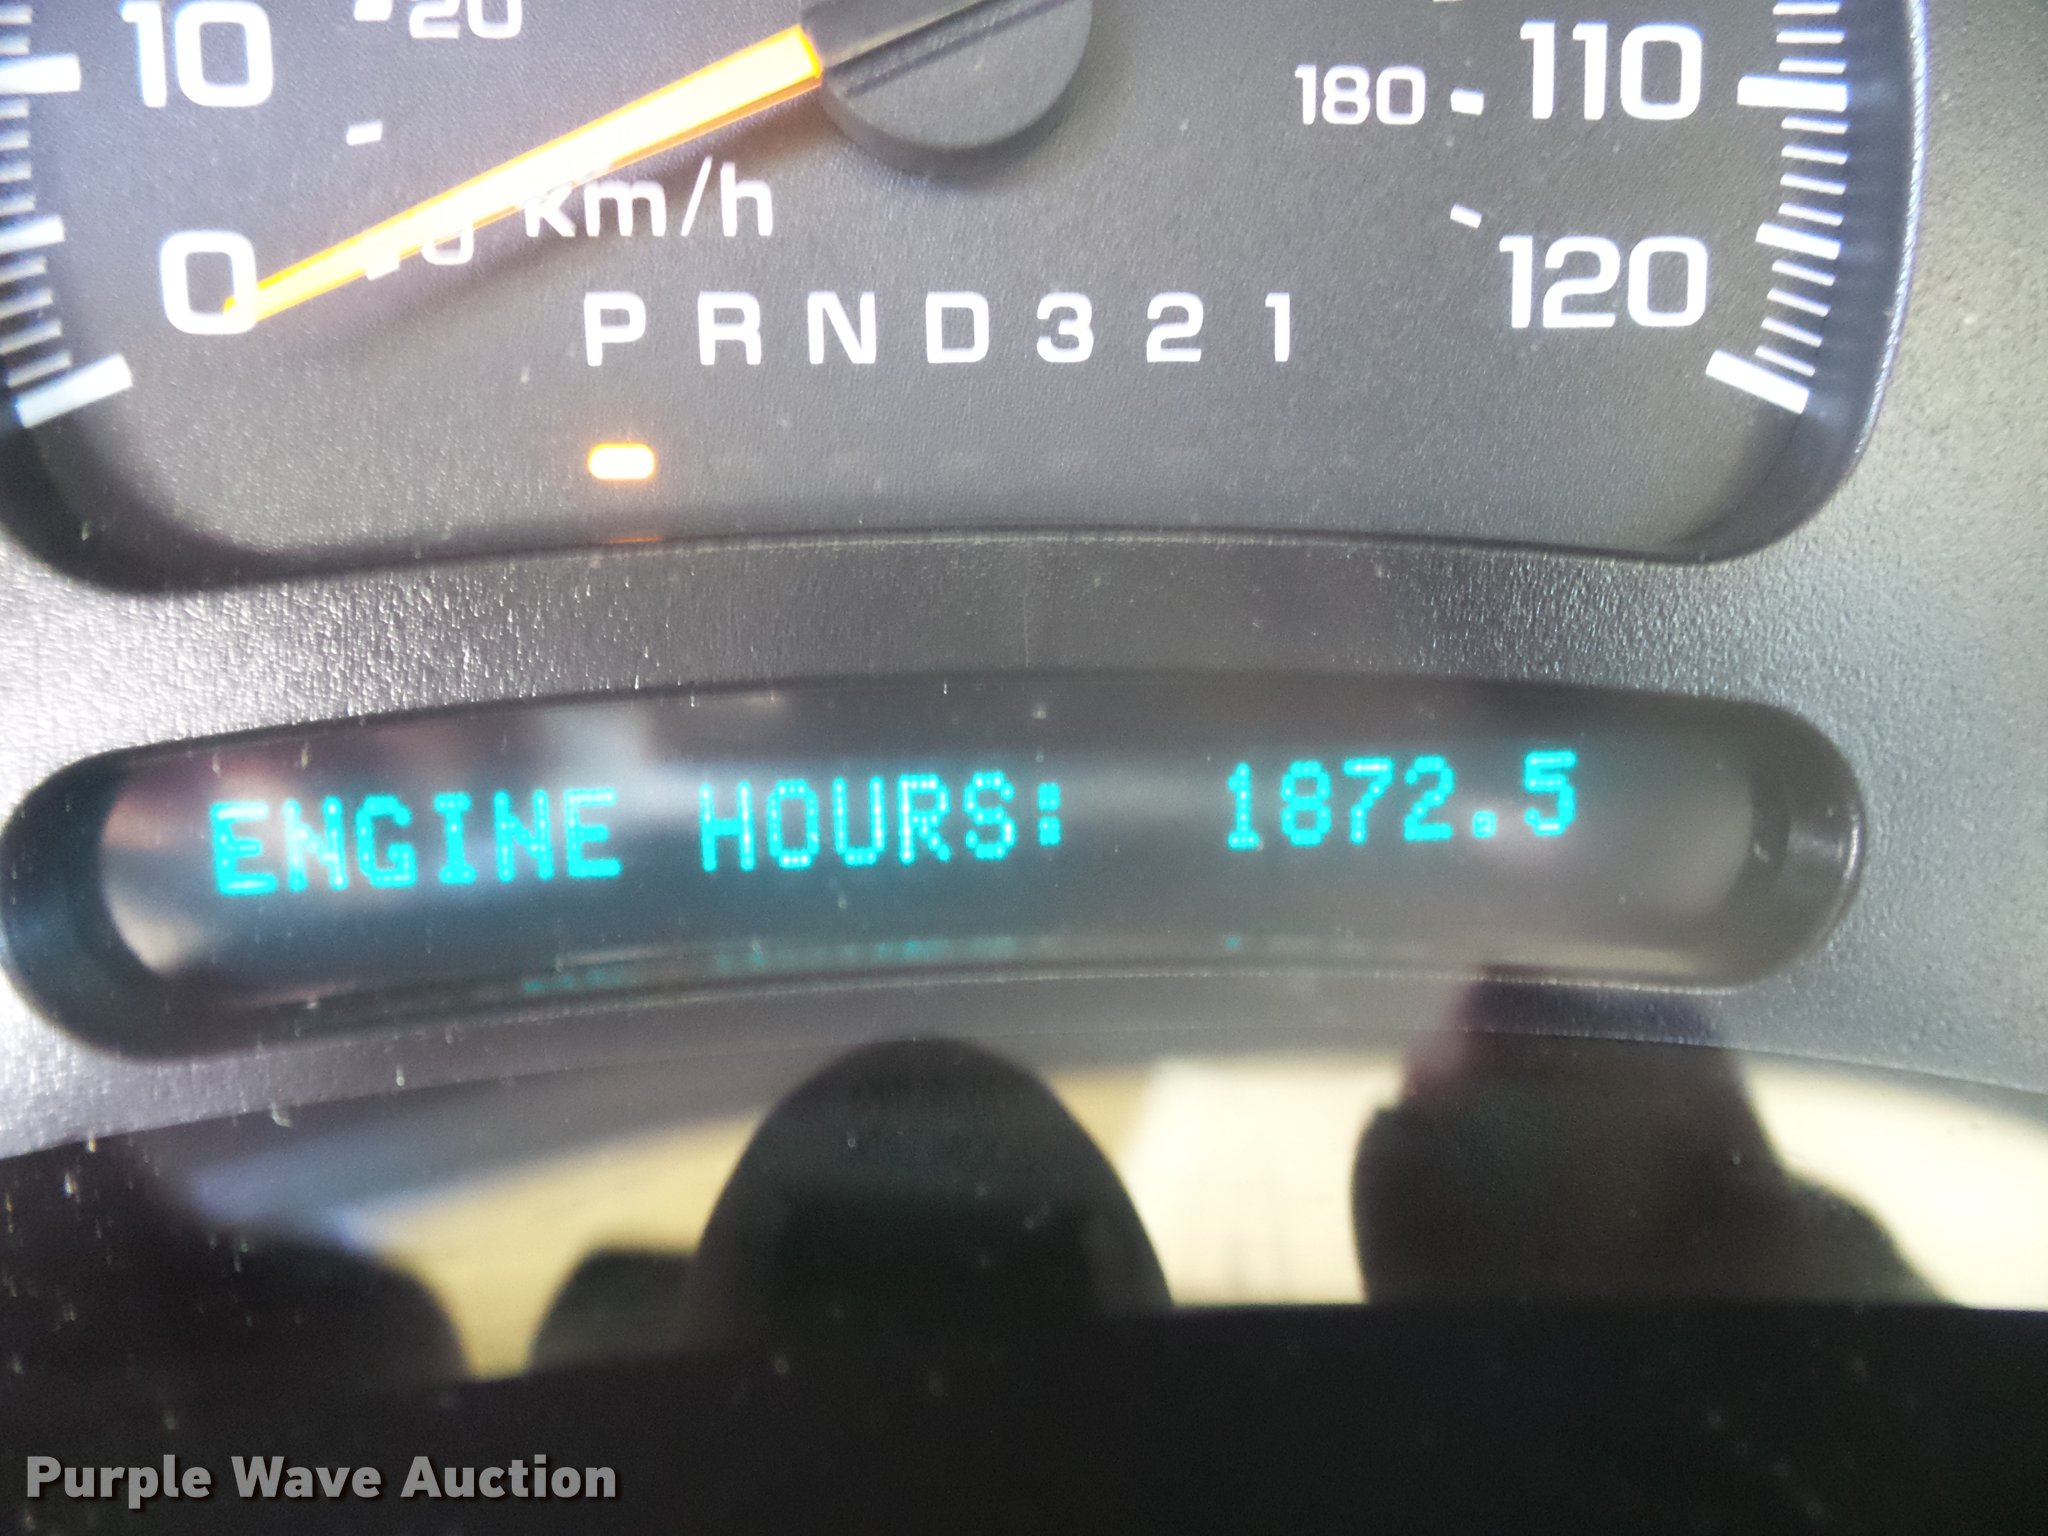 10
20
180
110
km/h
0
120
P R N D 3 2 1
ENGINE HOURS: 1872.5
Purple Wave Auction